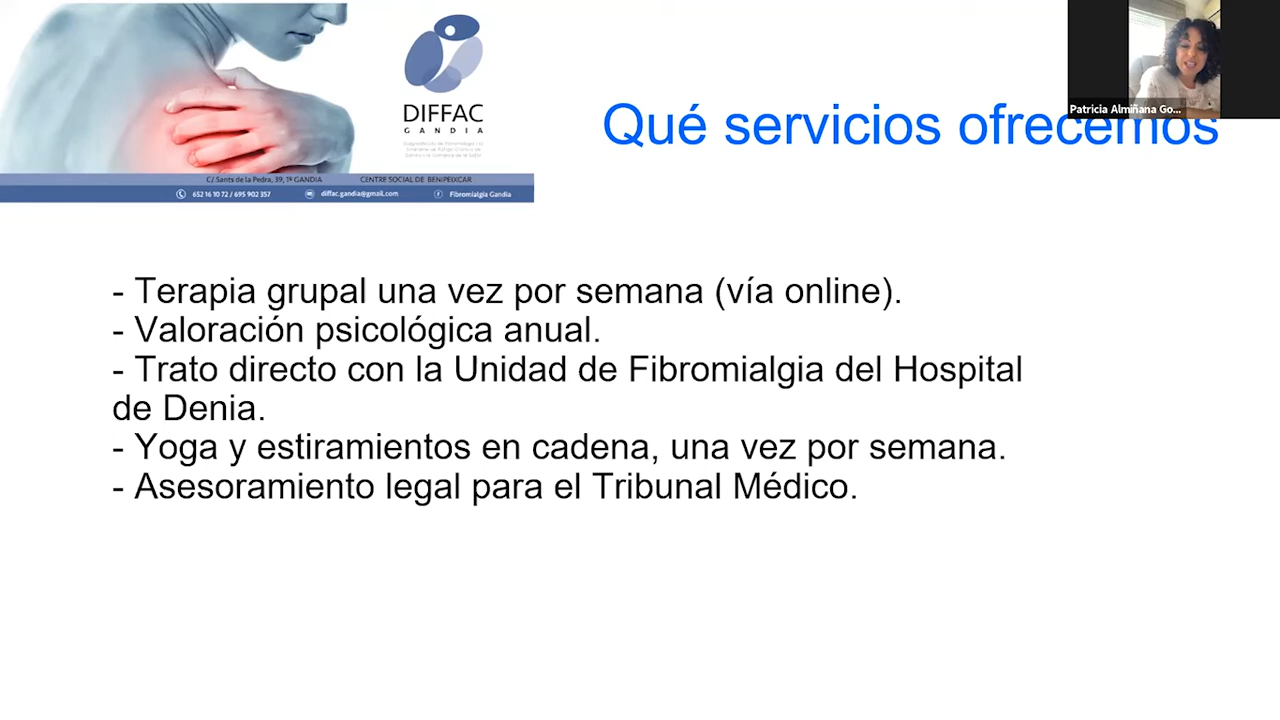 DIFFAC
GANDIA
C/ Sants de la Pedra, 39, 1ª GANDIA CENTRE SOCIAL DE BENIPEIXCAR
652 16 10 72 / 695 902 357 diffac.gandia@gmail.com Fibromialgia Gandia
Patricia Almiñana Go...
Qué servicios ofrecemos
- Terapia grupal una vez por semana (vía online).
- Valoración psicológica anual.
- Trato directo con la Unidad de Fibromialgia del Hospital
de Denia.
- Yoga y estiramientos en cadena, una vez por semana.
- Asesoramiento legal para el Tribunal Médico.